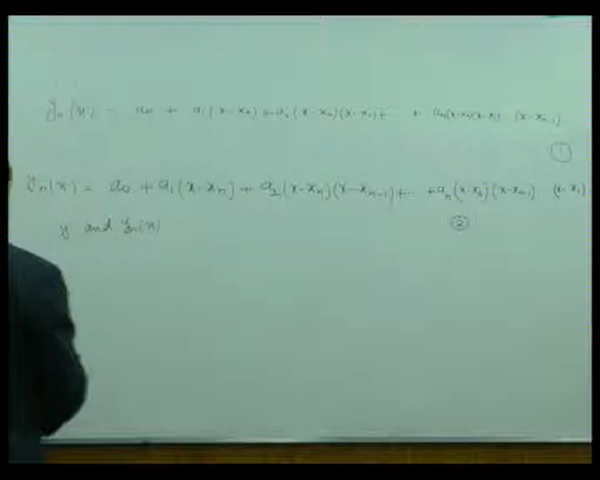 yₙ(x) = a₀ + a₁(x-x₀) + a₂(x-x₀)(x-x₁)+ ... + aₙ(x-x₀)(x-x₁) (x-xₙ₋₁)
①
yₙ(x) = a₀ + a₁(x-xₙ) + a₂(x-xₙ)(x-xₙ₋₁)+ ... +aₙ(x-xₙ)(x-xₙ₋₁) (x-x₁)
y and yₙ(x) ②